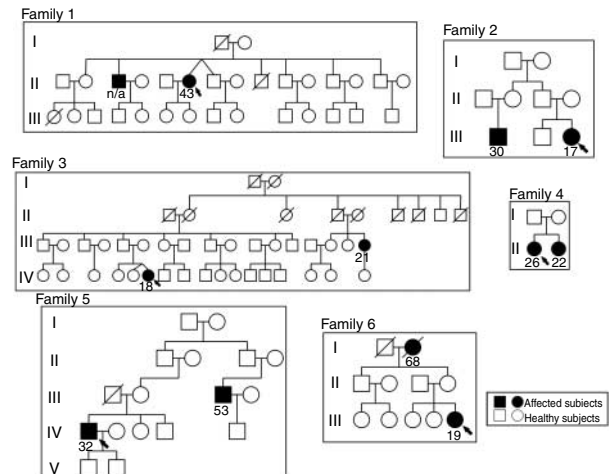 Family 1
I
II
n/a
43
III
Family 2
I
II
III
30
17
Family 3
I
II
III
21
IV
18
Family 4
I
II
26 22
Family 5
I
II
III
53
IV
32
V
Family 6
I
68
II
III
19
Affected subjects
Healthy subjects